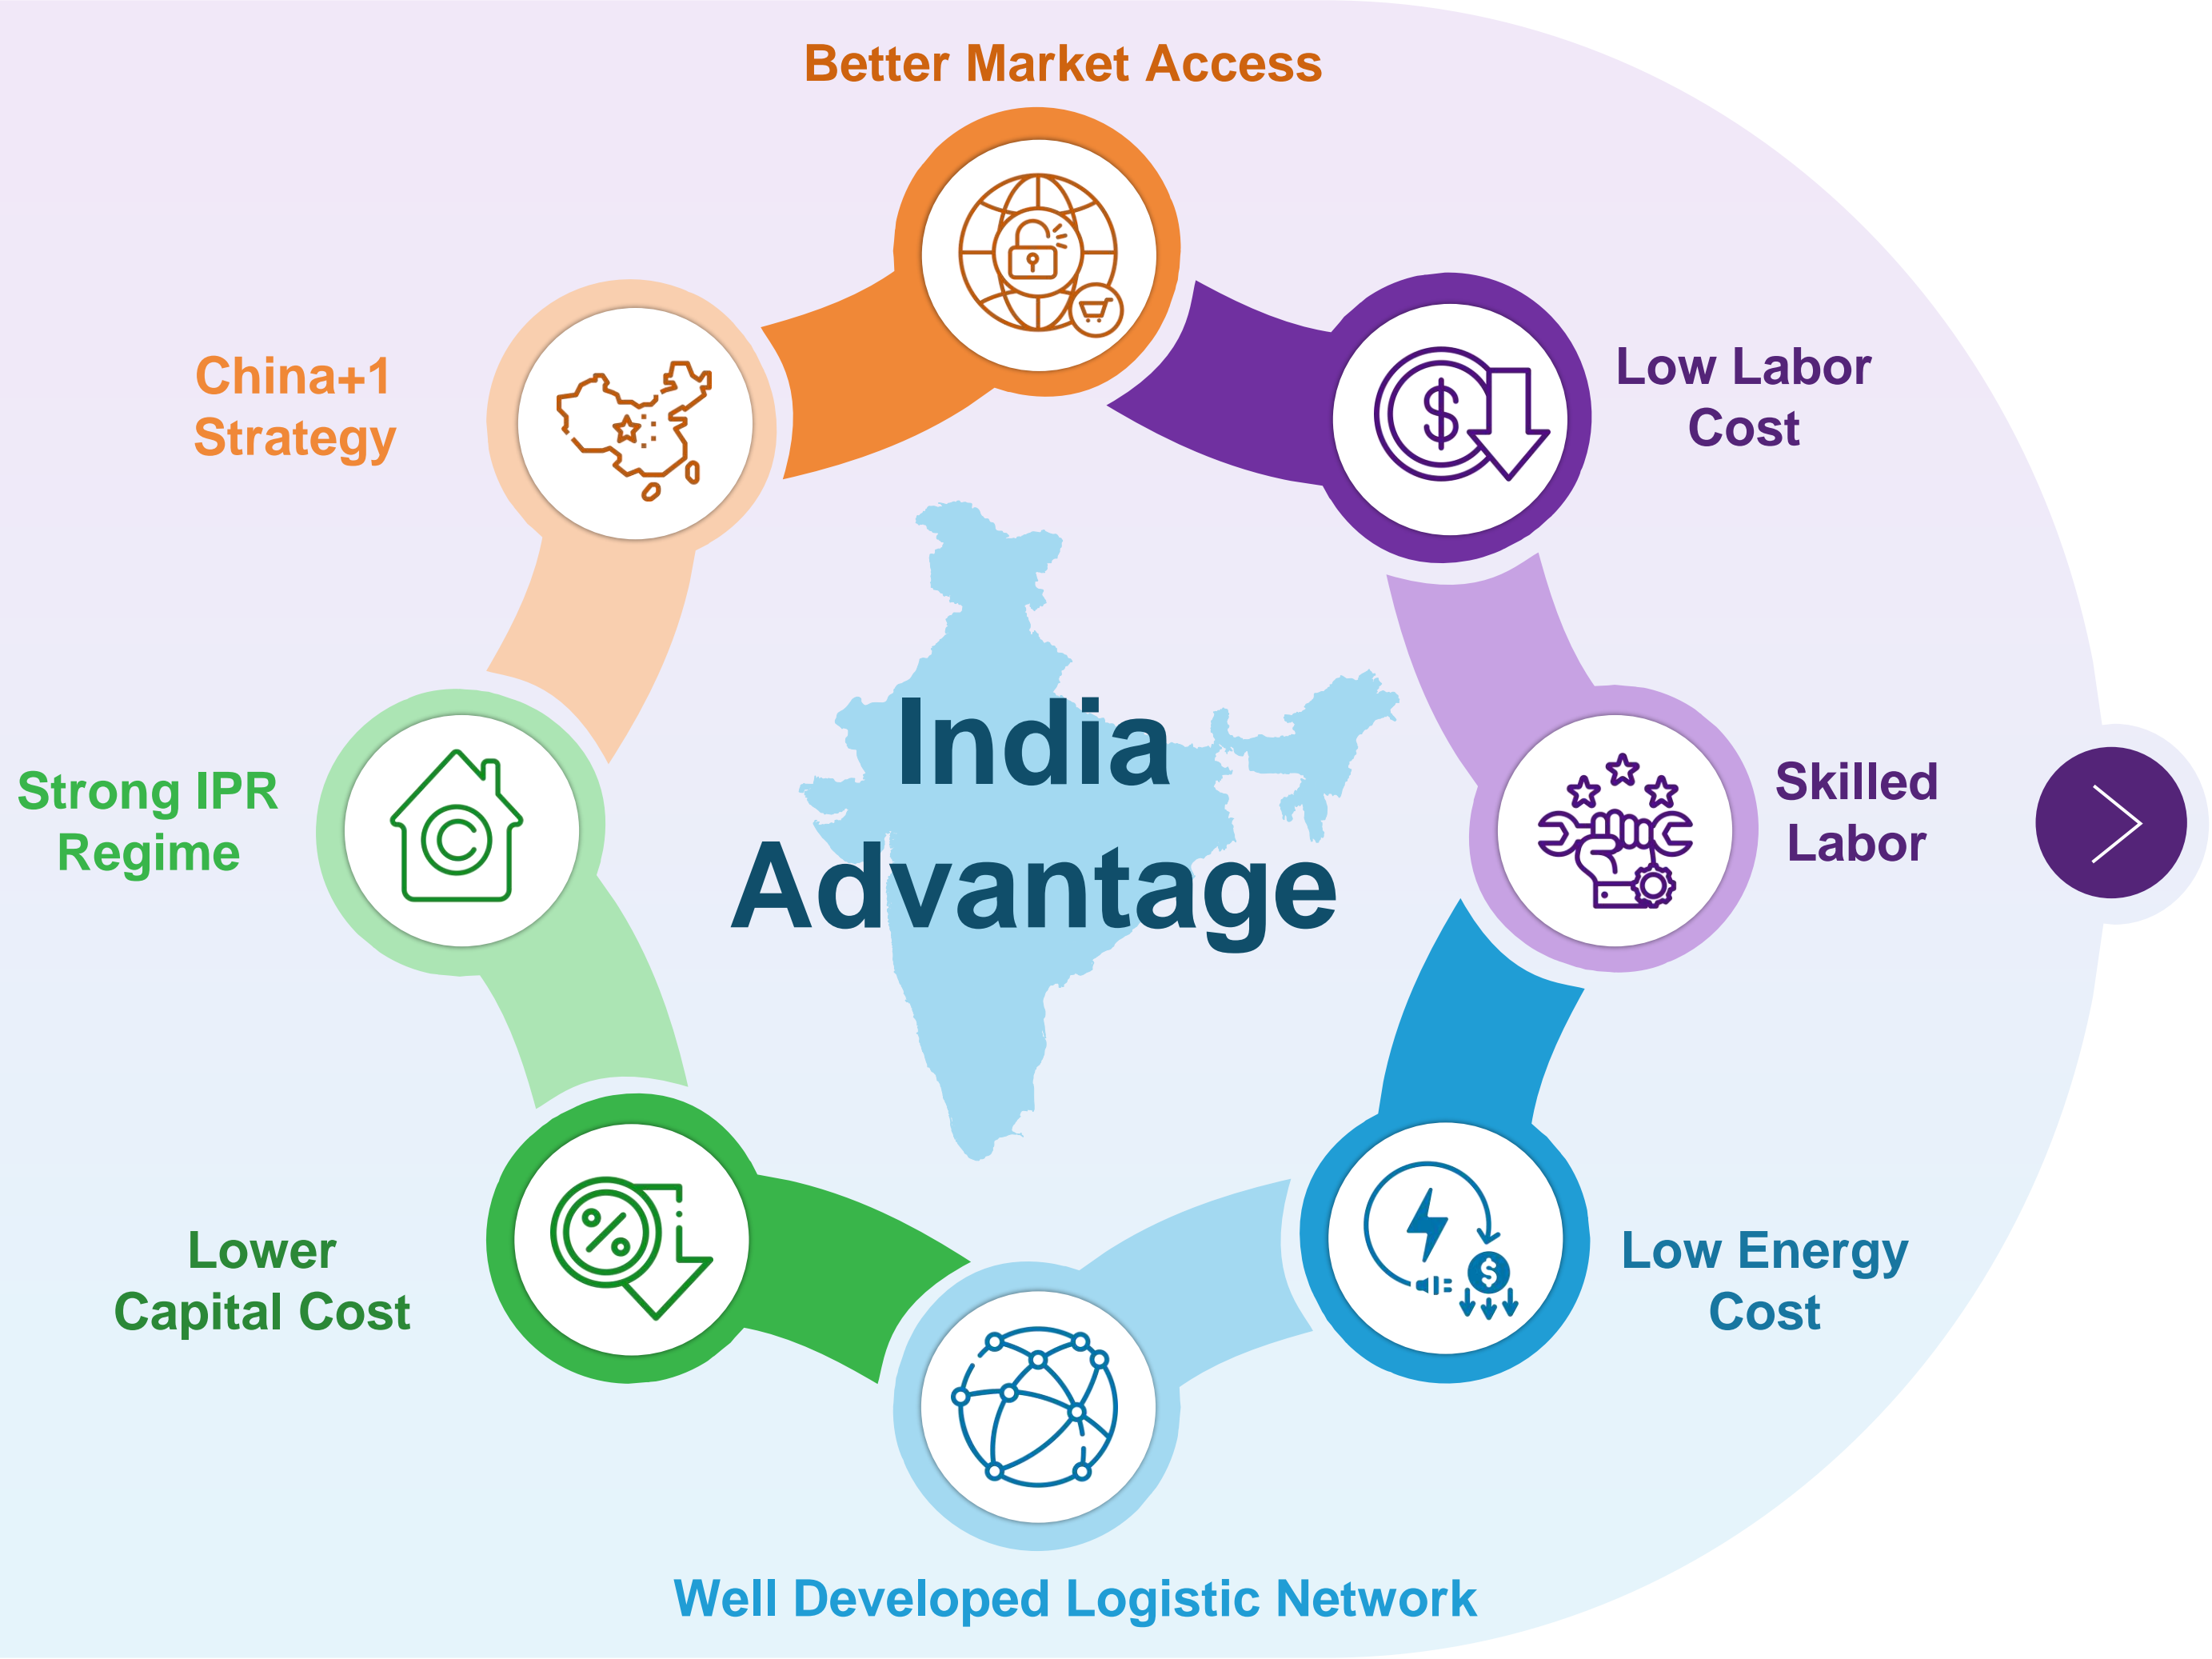 Better Market Access
China+1
Strategy
Low Labor
Cost
India
Advantage
Strong IPR
Regime
Skilled
Labor
Lower
Capital Cost
Low Energy
Cost
Well Developed Logistic Network